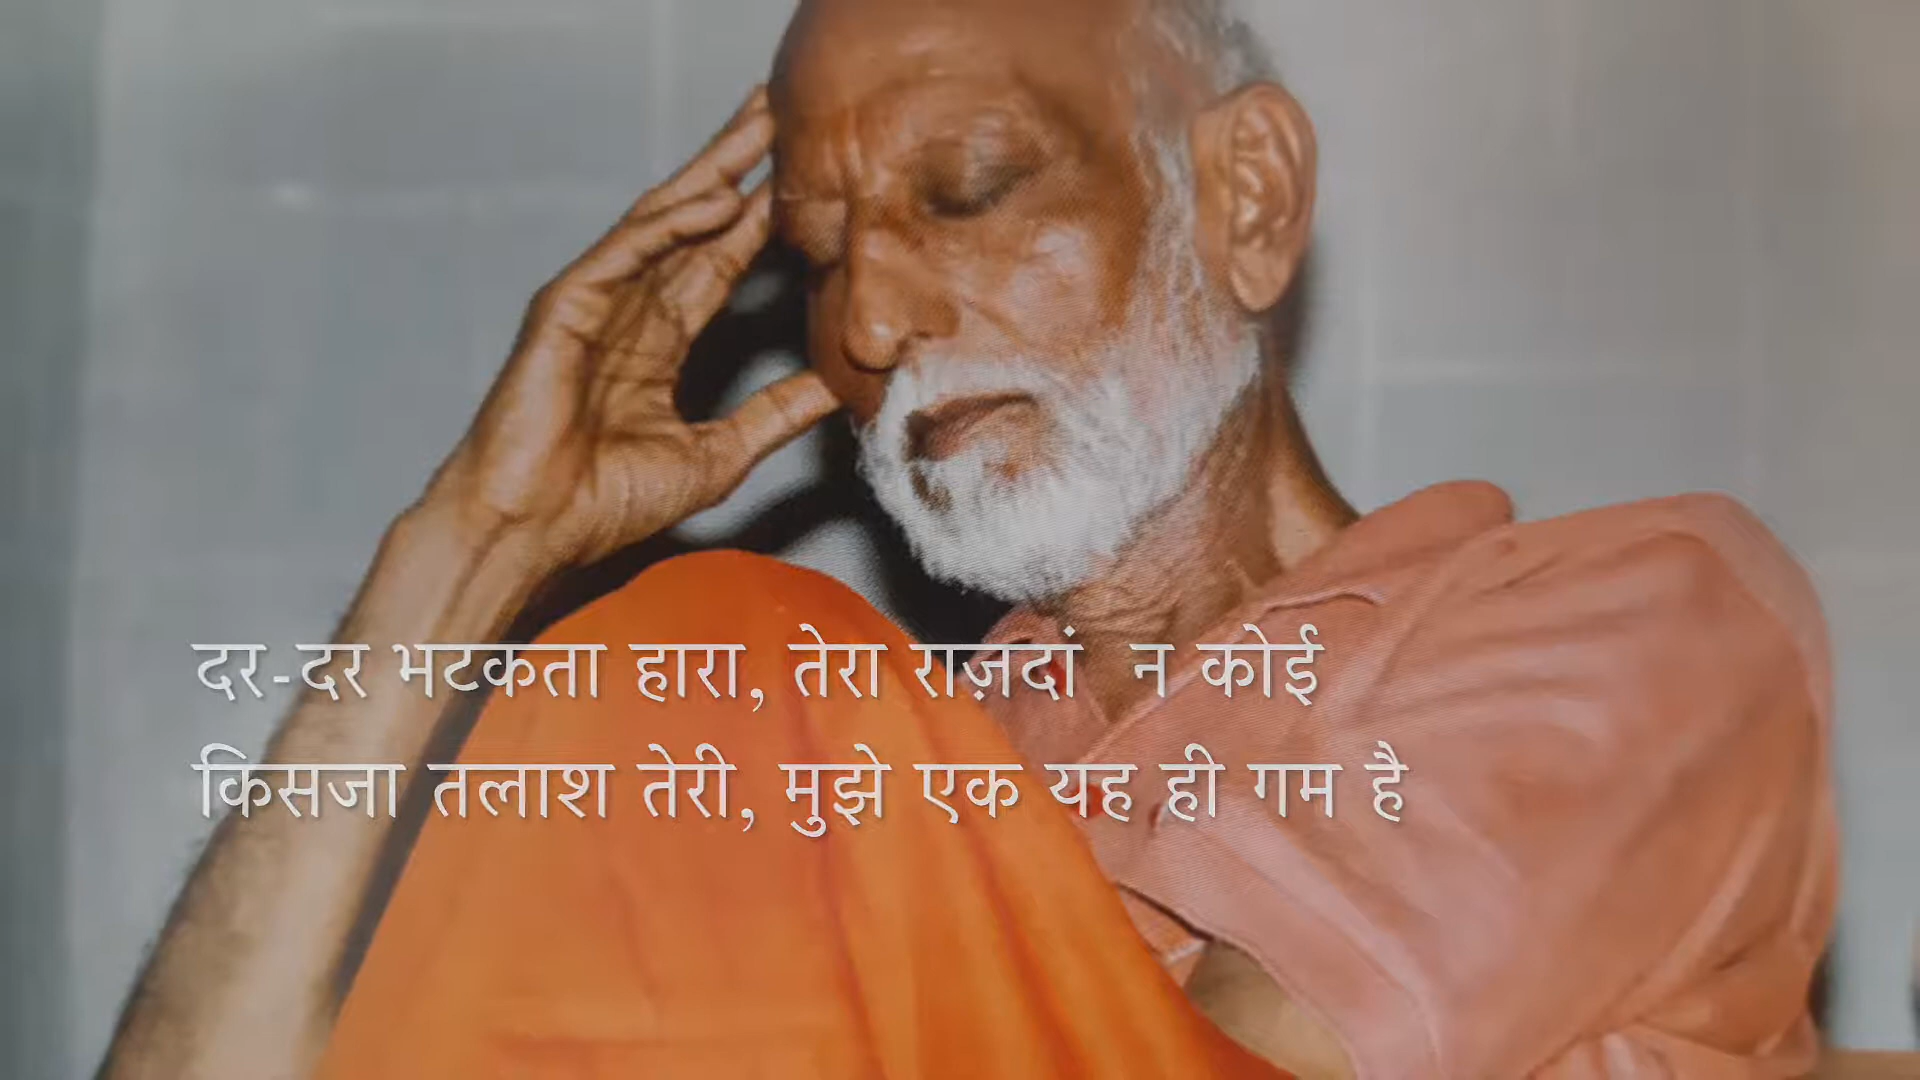 दर-दर भटकता हारा, तेरा राज़दां न कोई
किसजा तलाश तेरी, मुझे एक यह ही गम है